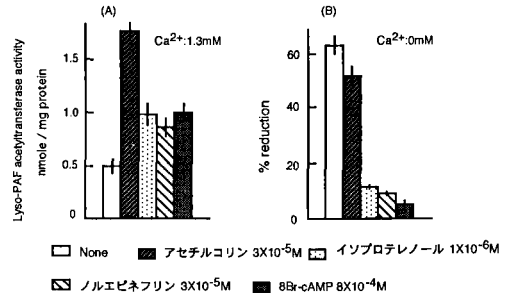 (A)
Lyso-PAF acetyltransferase activity
nmole / mg protein
Ca2+:1.3mM
1.5
1.0
0.5
0
(B)
% reduction
Ca2+:0mM
60
40
20
0
None
アセチルコリン 3X10-5M
イソプロテレノール 1X10-6M
ノルエピネフリン 3X10-5M
8Br-cAMP 8X10-4M